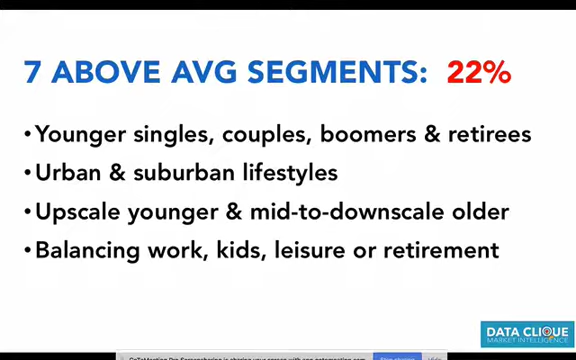 7 ABOVE AVG SEGMENTS: 22%
•Younger singles, couples, boomers & retirees
•Urban & suburban lifestyles
•Upscale younger & mid-to-downscale older
•Balancing work, kids, leisure or retirement
DATA CLIQUE
MARKET INTELLIGENCE